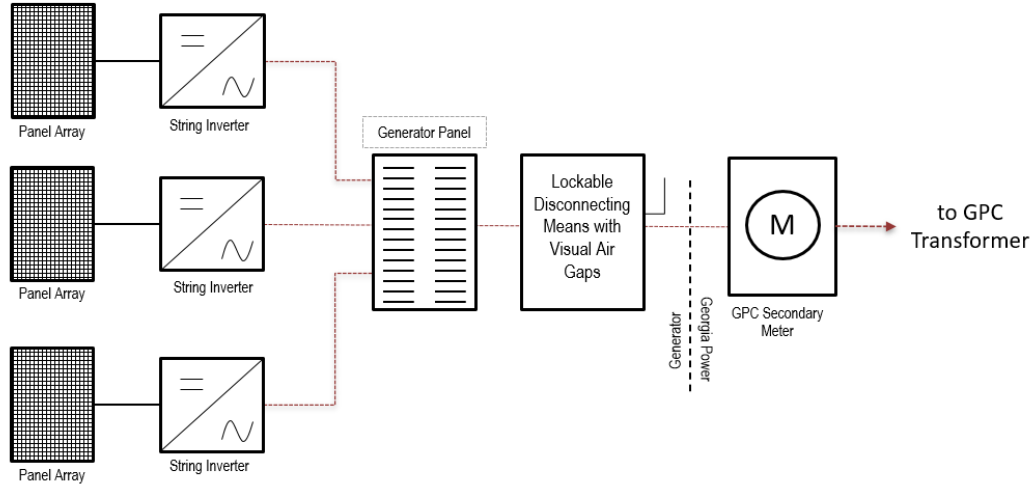 Panel Array
String Inverter
Generator Panel
Panel Array
String Inverter
Lockable
Disconnecting
Means with
Visual Air
Gaps
Generator
Georgia Power
M
GPC Secondary
Meter
to GPC
Transformer
Panel Array
String Inverter